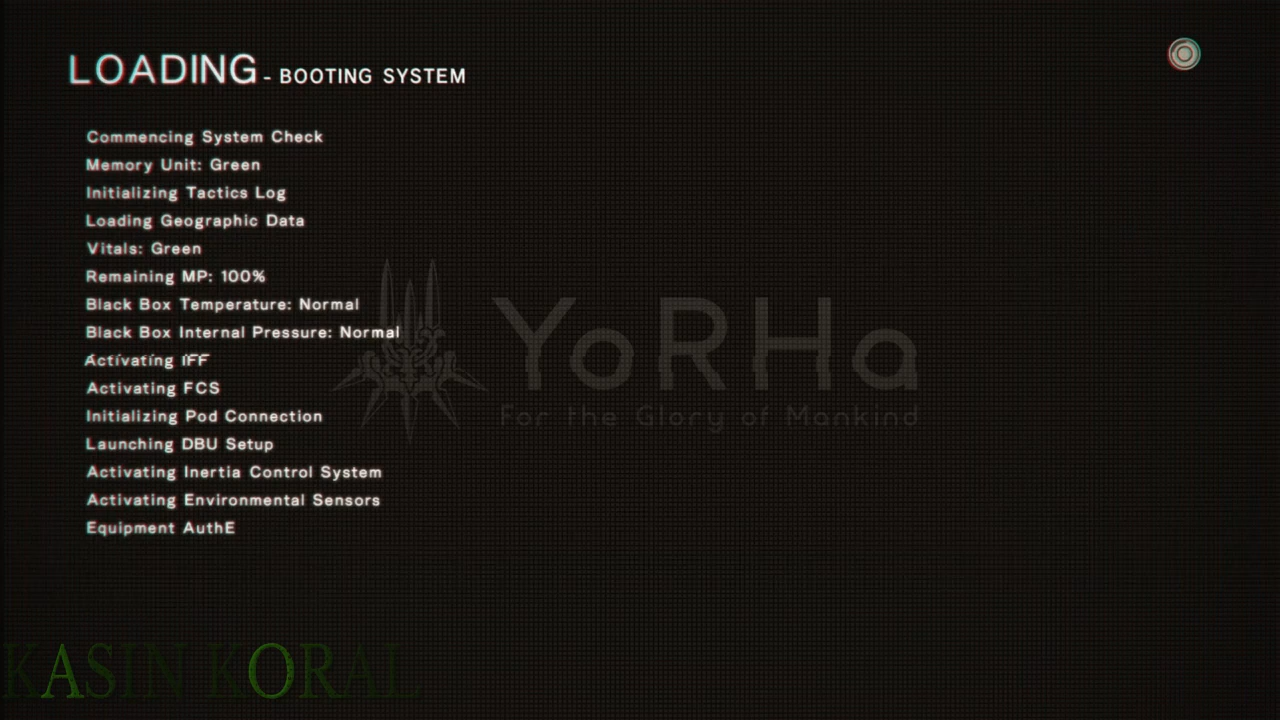 LOADING - BOOTING SYSTEM
Commencing System Check
Memory Unit: Green
Initializing Tactics Log
Loading Geographic Data
Vitals: Green
Remaining MP: 100%
Black Box Temperature: Normal
Black Box Internal Pressure: Normal
Activating IFF
Activating FCS
Initializing Pod Connection
Launching DBU Setup
Activating Inertia Control System
Activating Environmental Sensors
Equipment AuthE
YoRHa
For the Glory of Mankind
KASIN KORAL